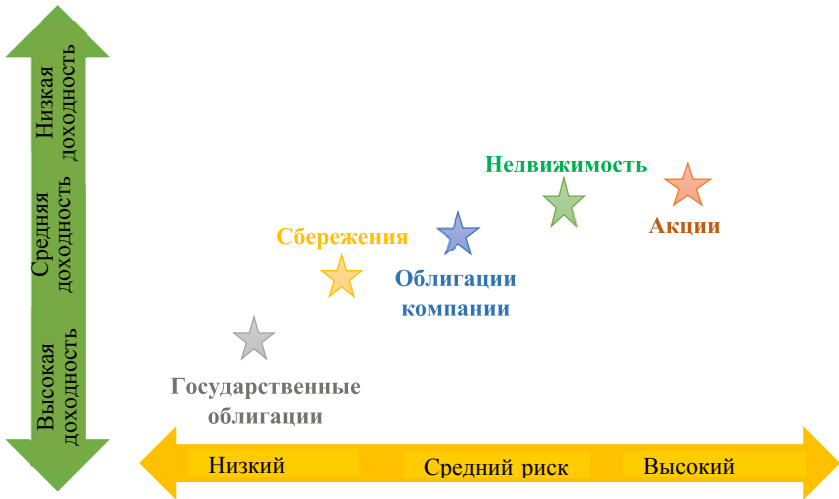 Низкая
доходность
Средняя
доходность
Высокая
доходность
Недвижимость
Акции
Сбережения
Облигации
компании
Государственные
облигации
Низкий
Средний риск
Высокий